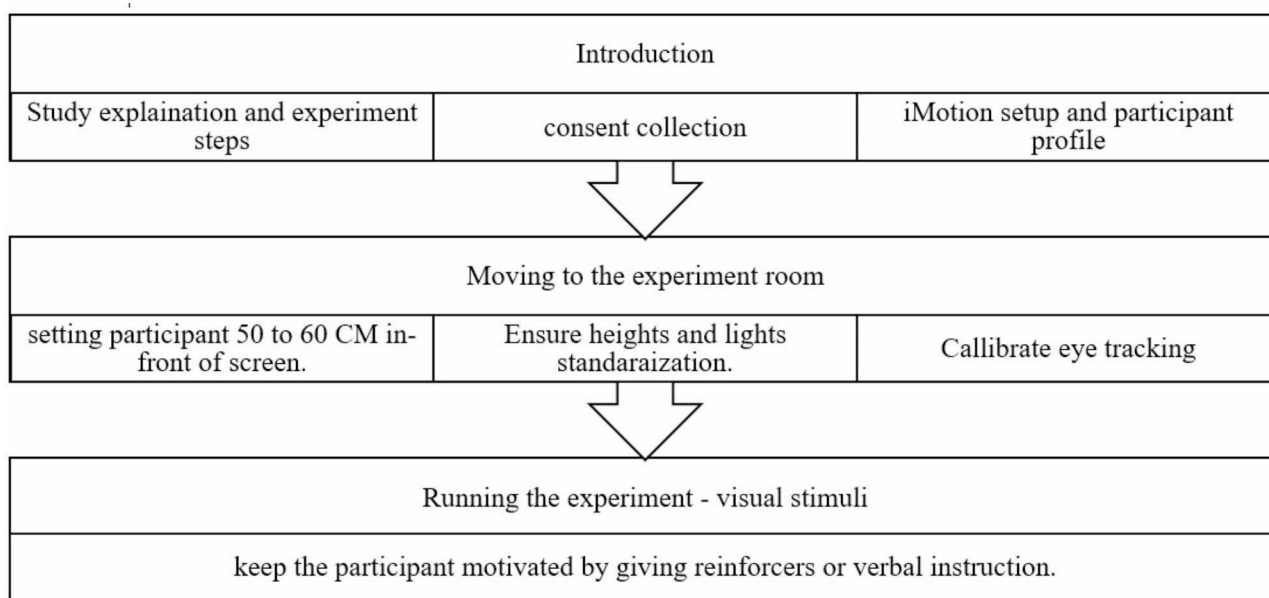 Introduction
Study explaination and experiment
steps
consent collection
iMotion setup and participant
profile
Moving to the experiment room
setting participant 50 to 60 CM in-
front of screen.
Ensure heights and lights
standaraization.
Callibrate eye tracking
Running the experiment - visual stimuli
keep the participant motivated by giving reinforcers or verbal instruction.